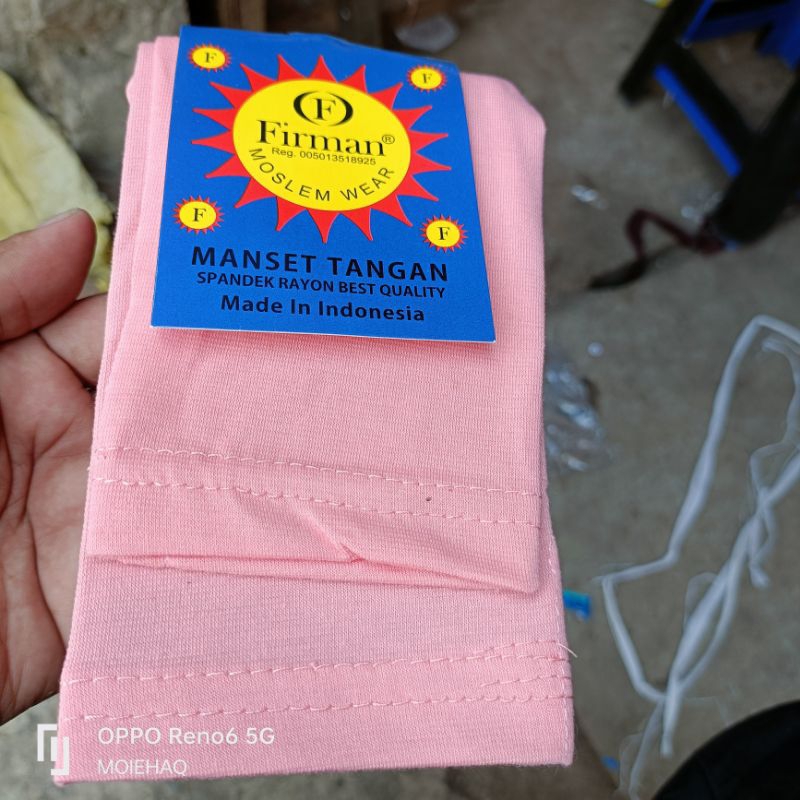 F
F
F
Firman®
Reg. 005013518925
MOSLEM WEAR
F
F
MANSET TANGAN
SPANDEK RAYON BEST QUALITY
Made In Indonesia
OPPO Reno6 5G
MOIEHAQ